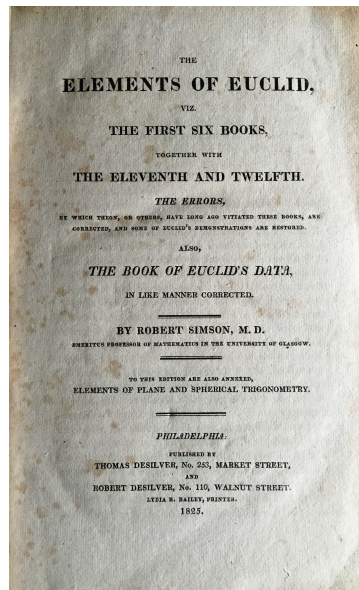 THE
ELEMENTS OF EUCLID,
VIZ.
THE FIRST SIX BOOKS,
TOGETHER WITH
THE ELEVENTH AND TWELFTH.
THE ERRORS,
BY WHICH THEON, OR OTHERS, HAVE LONG AGO VITIATED THESE BOOKS, ARE
CORRECTED, AND SOME OF EUCLID'S DEMONSTRATIONS ARE RESTORED.
ALSO,
THE BOOK OF EUCLID'S DATA,
IN LIKE MANNER CORRECTED.
BY ROBERT SIMSON, M. D.
EMERITUS PROFESSOR OF MATHEMATICS IN THE UNIVERSITY OF GLASGOW.
TO THIS EDITION ARE ALSO ANNEXED,
ELEMENTS OF PLANE AND SPHERICAL TRIGONOMETRY.
PHILADELPHIA:
PUBLISHED BY
THOMAS DESILVER, No. 253, MARKET STREET,
AND
ROBERT DESILVER, No. 110, WALNUT STREET.
LYDIA R. BAILEY, PRINTER.
1825.